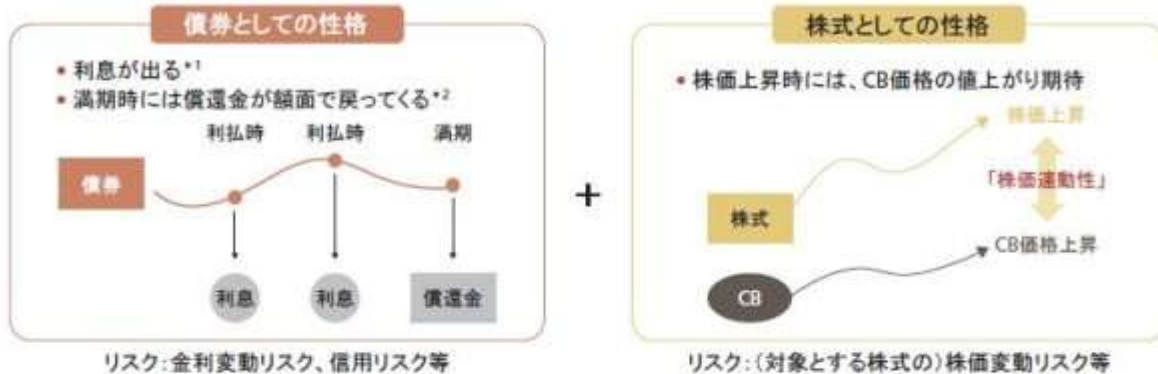 債券としての性格
• 利息が出る*1
• 満期時には償還金が額面で戻ってくる*2
利払時 利払時 満期
債券
利息 利息 償還金
リスク：金利変動リスク、信用リスク等
+
株式としての性格
• 株価上昇時には、CB価格の値上がり期待
株価上昇
「株価連動性」
株式
CB価格上昇
CB
リスク：（対象とする株式の）株価変動リスク等